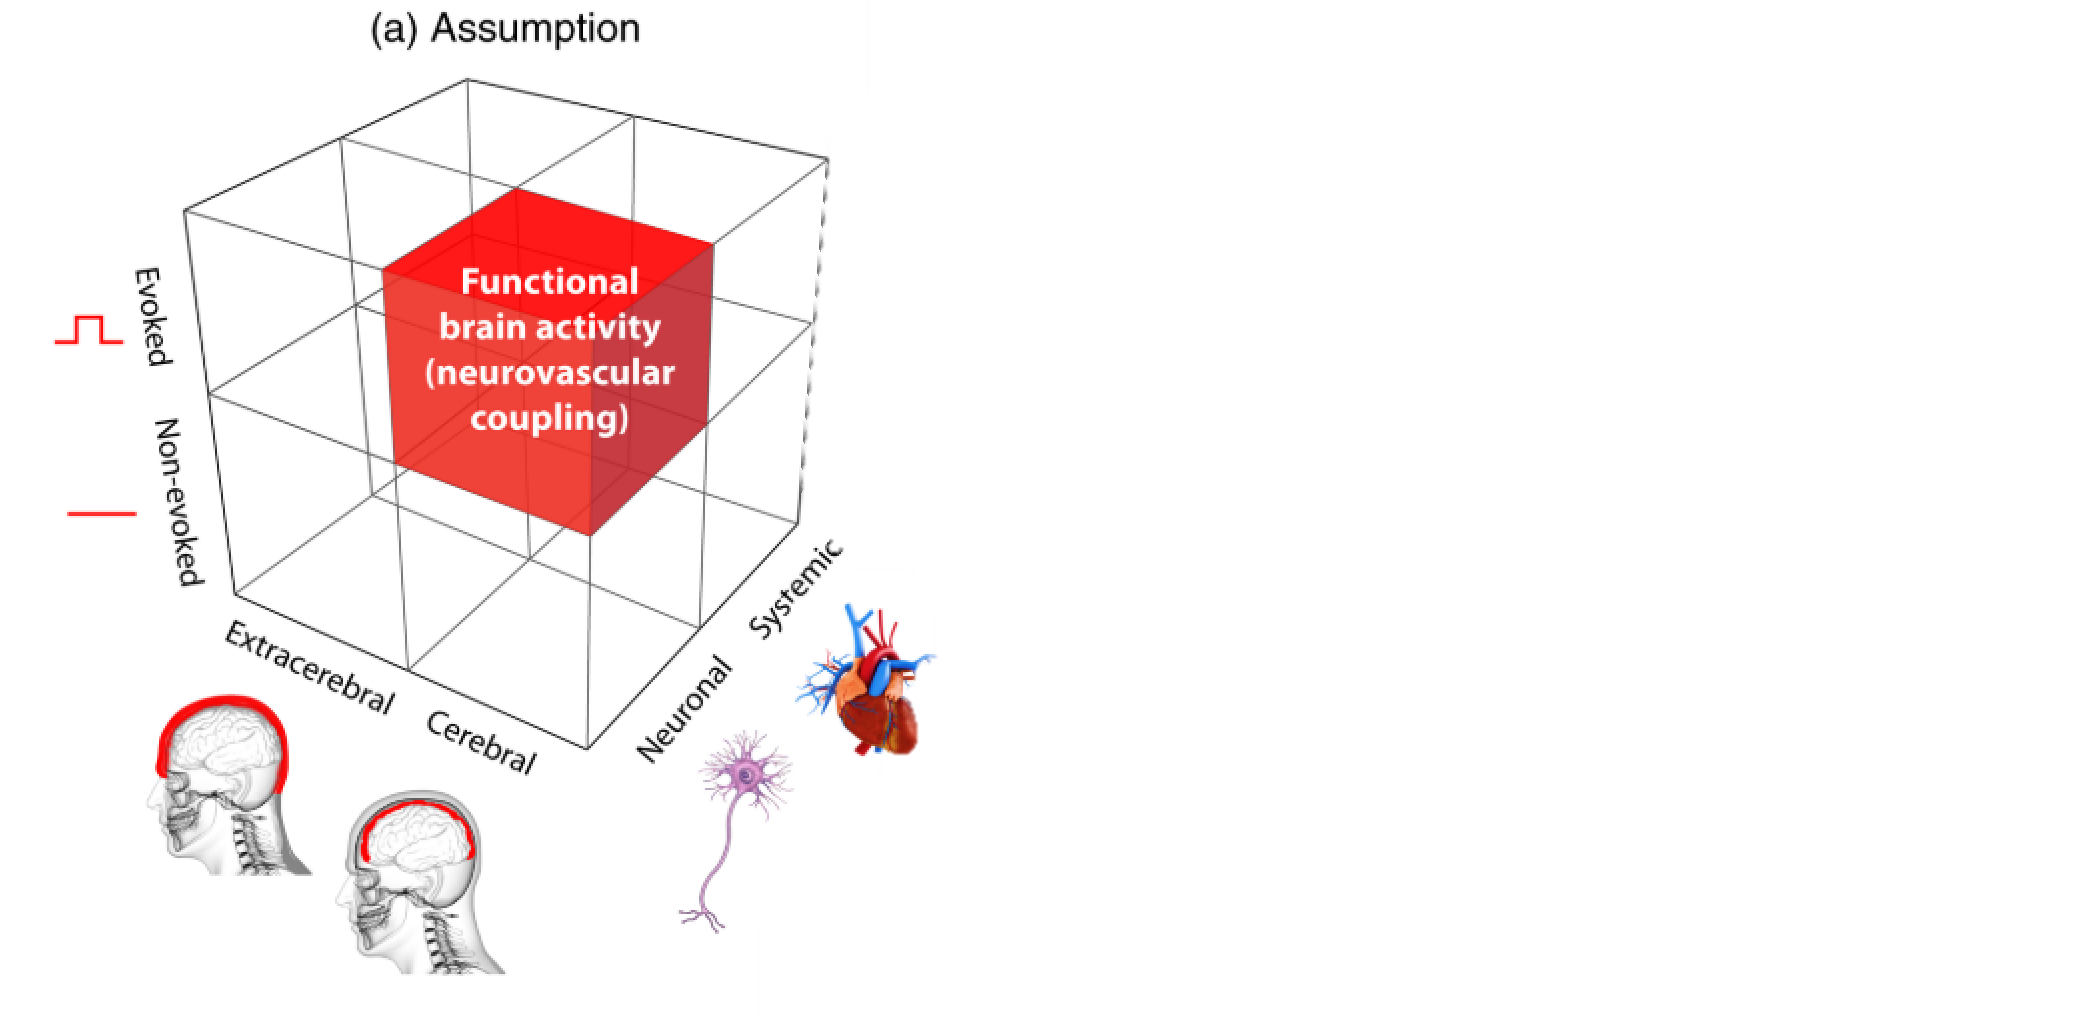 (a) Assumption
Functional
brain activity
(neurovascular
coupling)
Evoked
Non-evoked
Extracerebral
Cerebral
Neuronal
Systemic